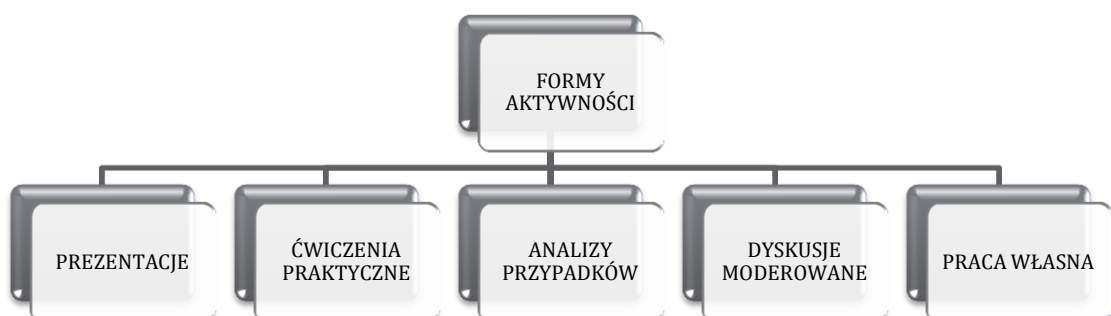 FORMY
AKTYWNOŚCI
PREZENTACJE
ĆWICZENIA
PRAKTYCZNE
ANALIZY
PRZYPADKÓW
DYSKUSJE
MODEROWANE
PRACA WŁASNA